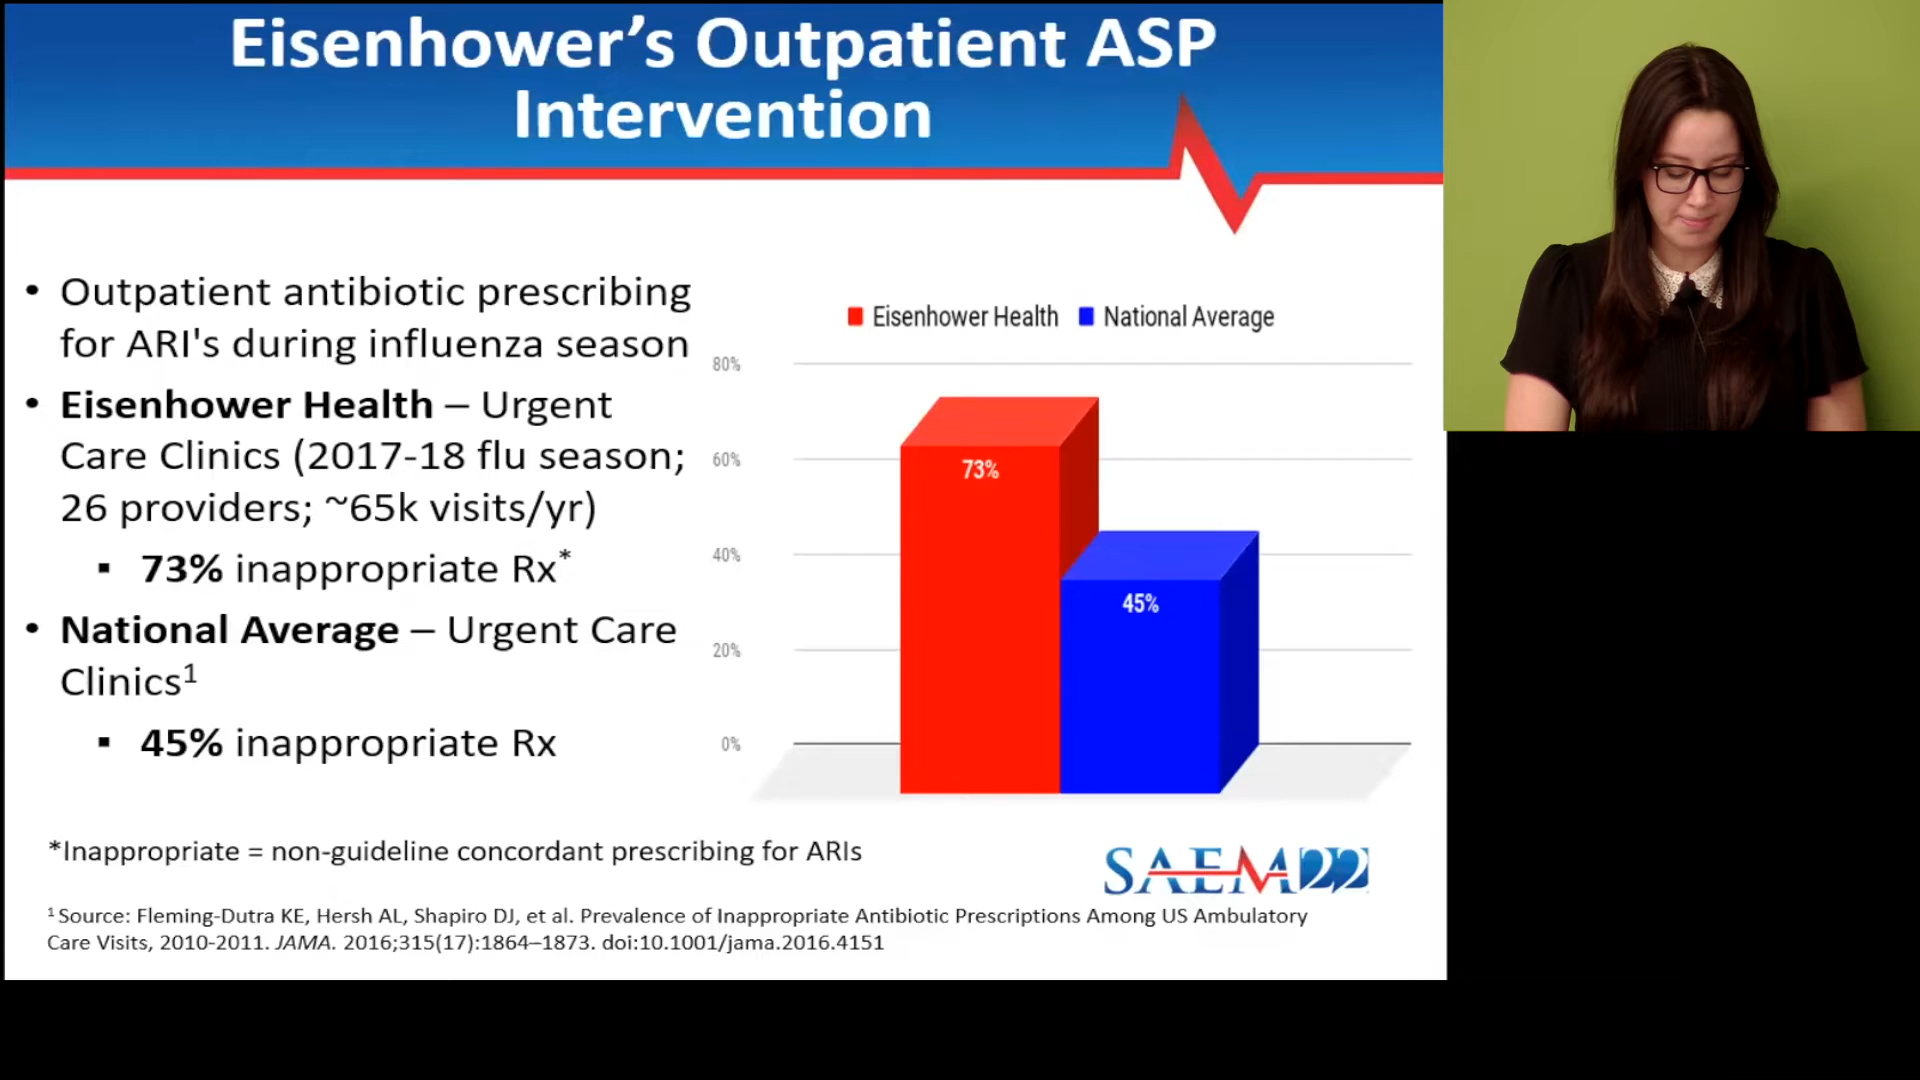 Eisenhower’s Outpatient ASP
Intervention
• Outpatient antibiotic prescribing
for ARI's during influenza season
• Eisenhower Health – Urgent
Care Clinics (2017-18 flu season;
26 providers; ~65k visits/yr)
▪ 73% inappropriate Rx*
• National Average – Urgent Care
Clinics¹
▪ 45% inappropriate Rx
Eisenhower Health National Average
80%
60%
40%
20%
0%
73%
45%
*Inappropriate = non-guideline concordant prescribing for ARIs
SAEM22
¹ Source: Fleming-Dutra KE, Hersh AL, Shapiro DJ, et al. Prevalence of Inappropriate Antibiotic Prescriptions Among US Ambulatory
Care Visits, 2010-2011. JAMA. 2016;315(17):1864–1873. doi:10.1001/jama.2016.4151